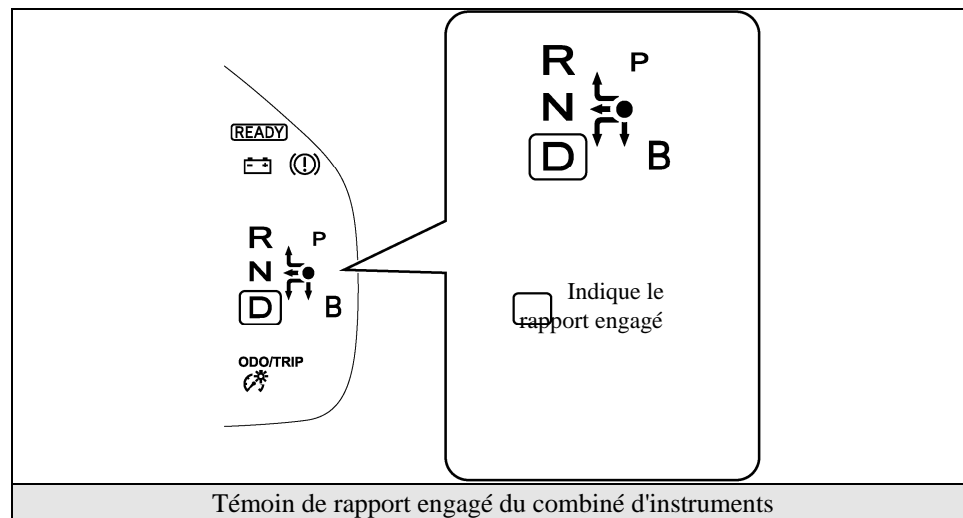 READY
R P
N
D B
ODO/TRIP
R P
N
D B
Indique le
rapport engagé
Témoin de rapport engagé du combiné d'instruments